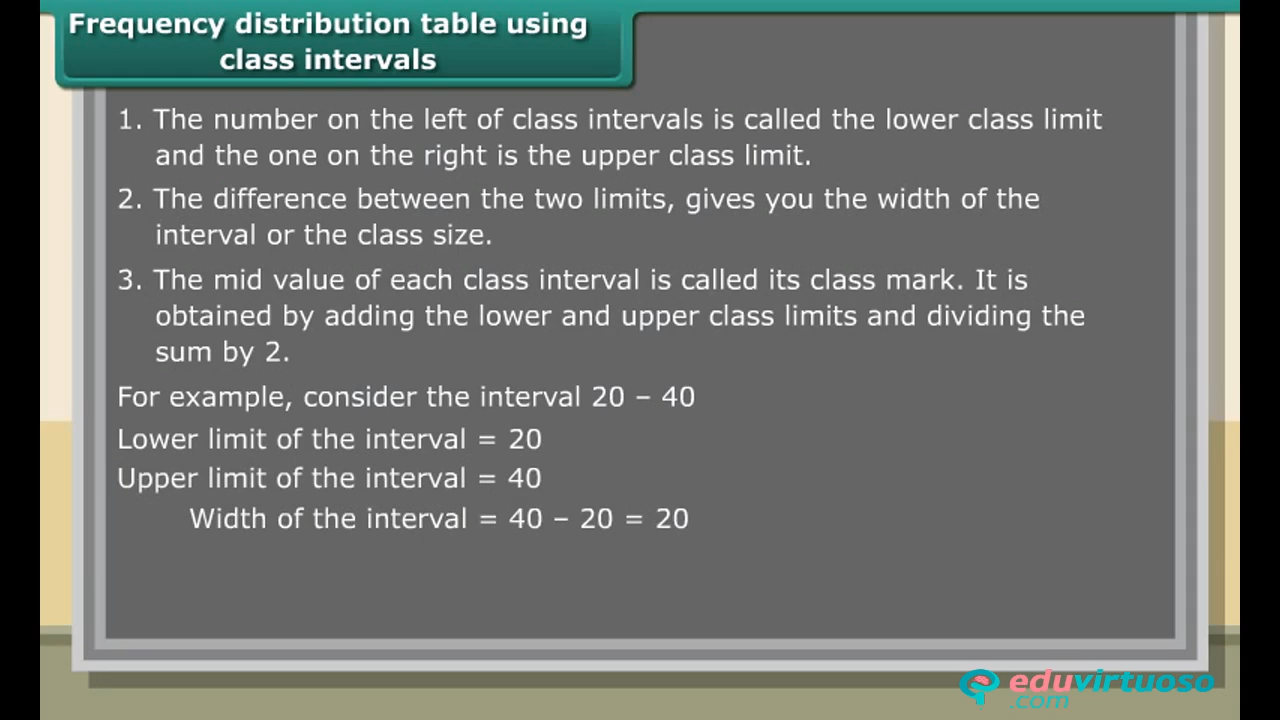 Frequency distribution table using
class intervals
1. The number on the left of class intervals is called the lower class limit
and the one on the right is the upper class limit.
2. The difference between the two limits, gives you the width of the
interval or the class size.
3. The mid value of each class interval is called its class mark. It is
obtained by adding the lower and upper class limits and dividing the
sum by 2.
For example, consider the interval 20 – 40
Lower limit of the interval = 20
Upper limit of the interval = 40
Width of the interval = 40 – 20 = 20
eduvirtuoso
.com